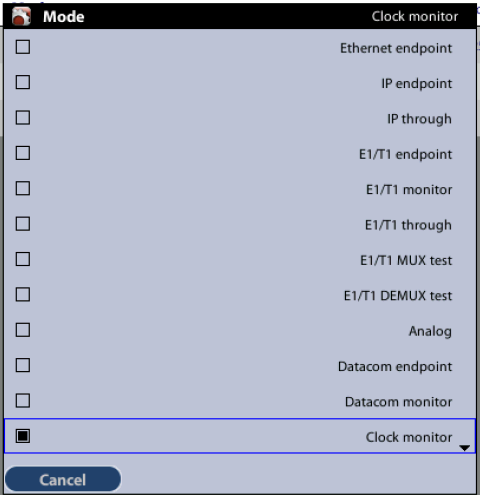 Mode Clock monitor
Ethernet endpoint
IP endpoint
IP through
E1/T1 endpoint
E1/T1 monitor
E1/T1 through
E1/T1 MUX test
E1/T1 DEMUX test
Analog
Datacom endpoint
Datacom monitor
Clock monitor
Cancel